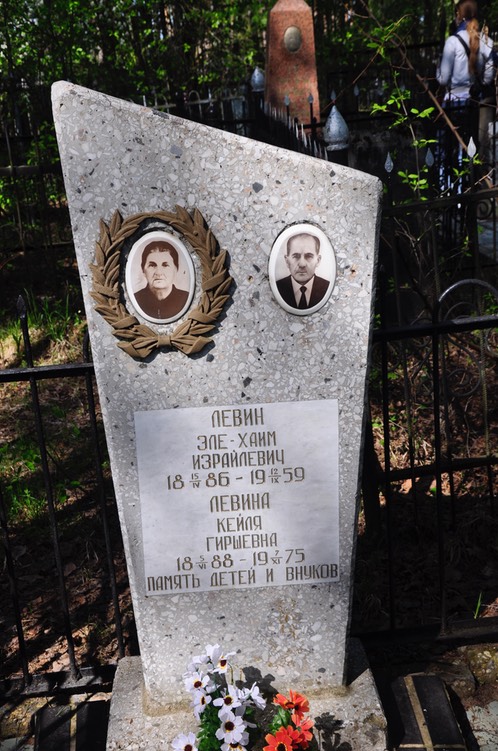 ЛЕВИН
ЭЛЕ-ХАИМ
ИЗРАЙЛЕВИЧ
18 15/IV 86 - 19 12/IX 59
ЛЕВИНА
КЕЙЛЯ
ГИРШЕВНА
18 5/VI 88 - 19 7/XI 75
ПАМЯТЬ ДЕТЕЙ И ВНУКОВ